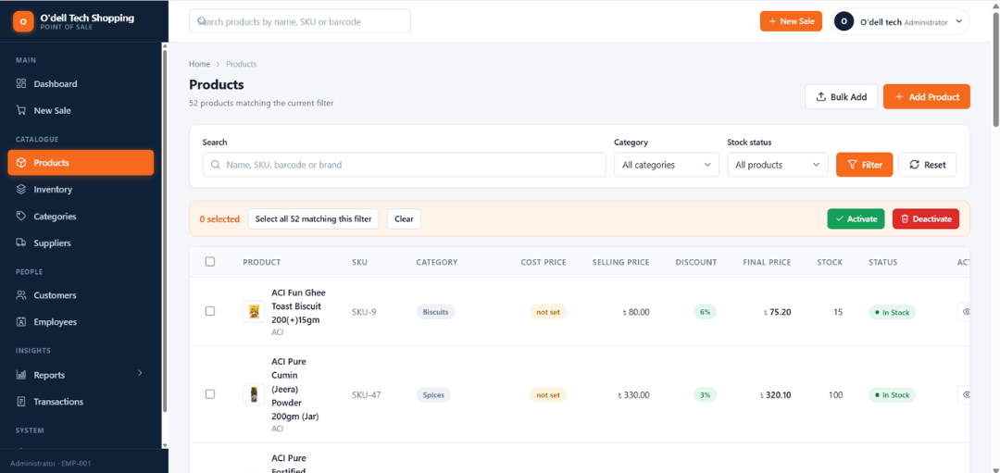 O'dell Tech Shopping
POINT OF SALE
Search products by name, SKU or barcode
+ New Sale
O
O'dell tech Administrator
MAIN
Dashboard
New Sale
CATALOGUE
Products
Inventory
Categories
Suppliers
PEOPLE
Customers
Employees
INSIGHTS
Reports
Transactions
SYSTEM
Administrator · EMP-001
Home > Products
Products
52 products matching the current filter
Bulk Add
+ Add Product
Search
Name, SKU, barcode or brand
Category
All categories
Stock status
All products
Filter
Reset
0 selected
Select all 52 matching this filter
Clear
Activate
Deactivate
PRODUCT SKU CATEGORY COST PRICE SELLING PRICE DISCOUNT FINAL PRICE STOCK STATUS ACT
ACI Fun Ghee
Toast Biscuit
200(+)15gm
ACI
SKU-9 Biscuits not set ৳ 80.00 6% ৳ 75.20 15 In Stock
ACI Pure
Cumin
(Jeera)
Powder
200gm (Jar)
ACI
SKU-47 Spices not set ৳ 330.00 3% ৳ 320.10 100 In Stock
ACI Pure
Fortified